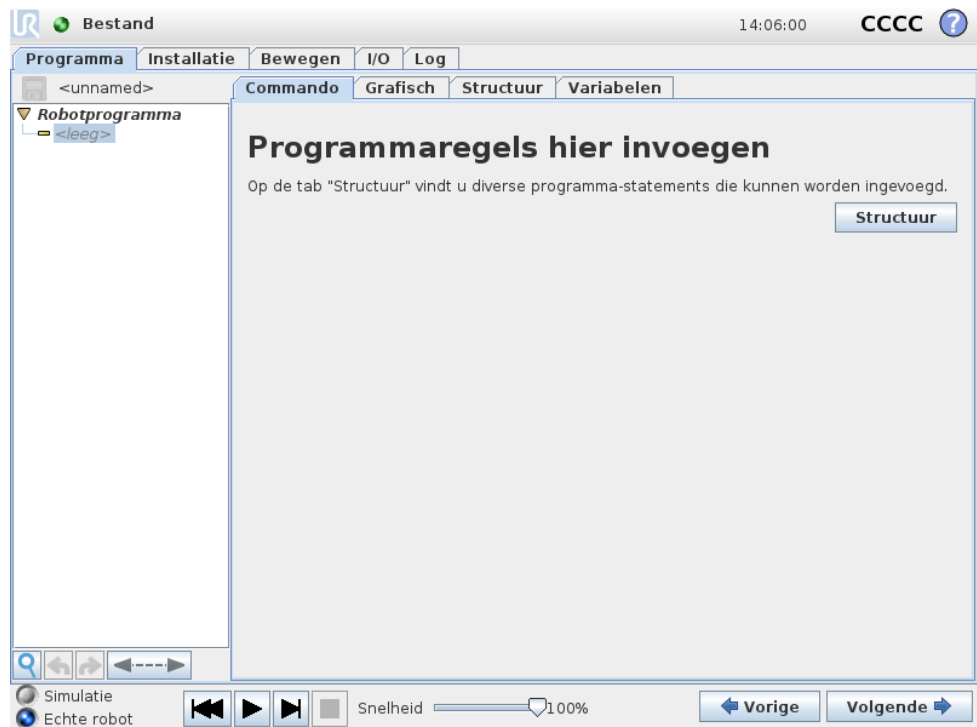 UR Bestand 14:06:00 CCCC ?
Programma Installatie Bewegen I/O Log
<unnamed> Commando Grafisch Structuur Variabelen
Robotprogramma
<leeg>
Programmaregels hier invoegen
Op de tab "Structuur" vindt u diverse programma-statements die kunnen worden ingevoegd.
Structuur
Simulatie
Echte robot
Snelheid 100%
Vorige Volgende